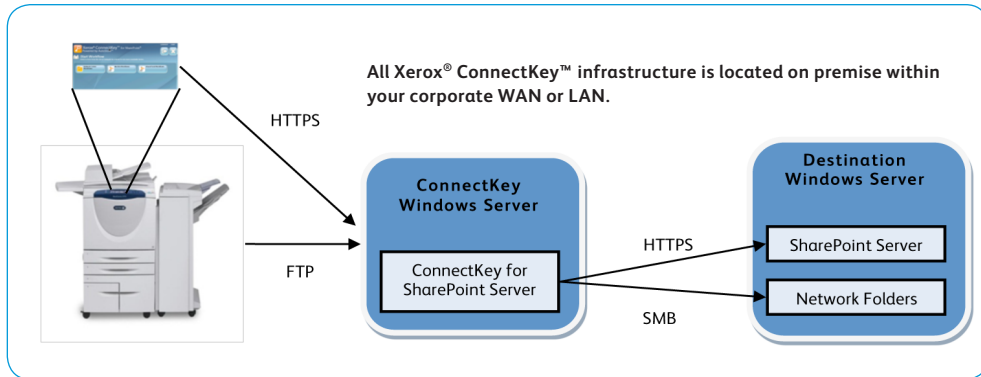 All Xerox® ConnectKey™ infrastructure is located on premise within
your corporate WAN or LAN.
HTTPS
FTP
ConnectKey
Windows Server
ConnectKey for
SharePoint Server
HTTPS
SMB
Destination
Windows Server
SharePoint Server
Network Folders